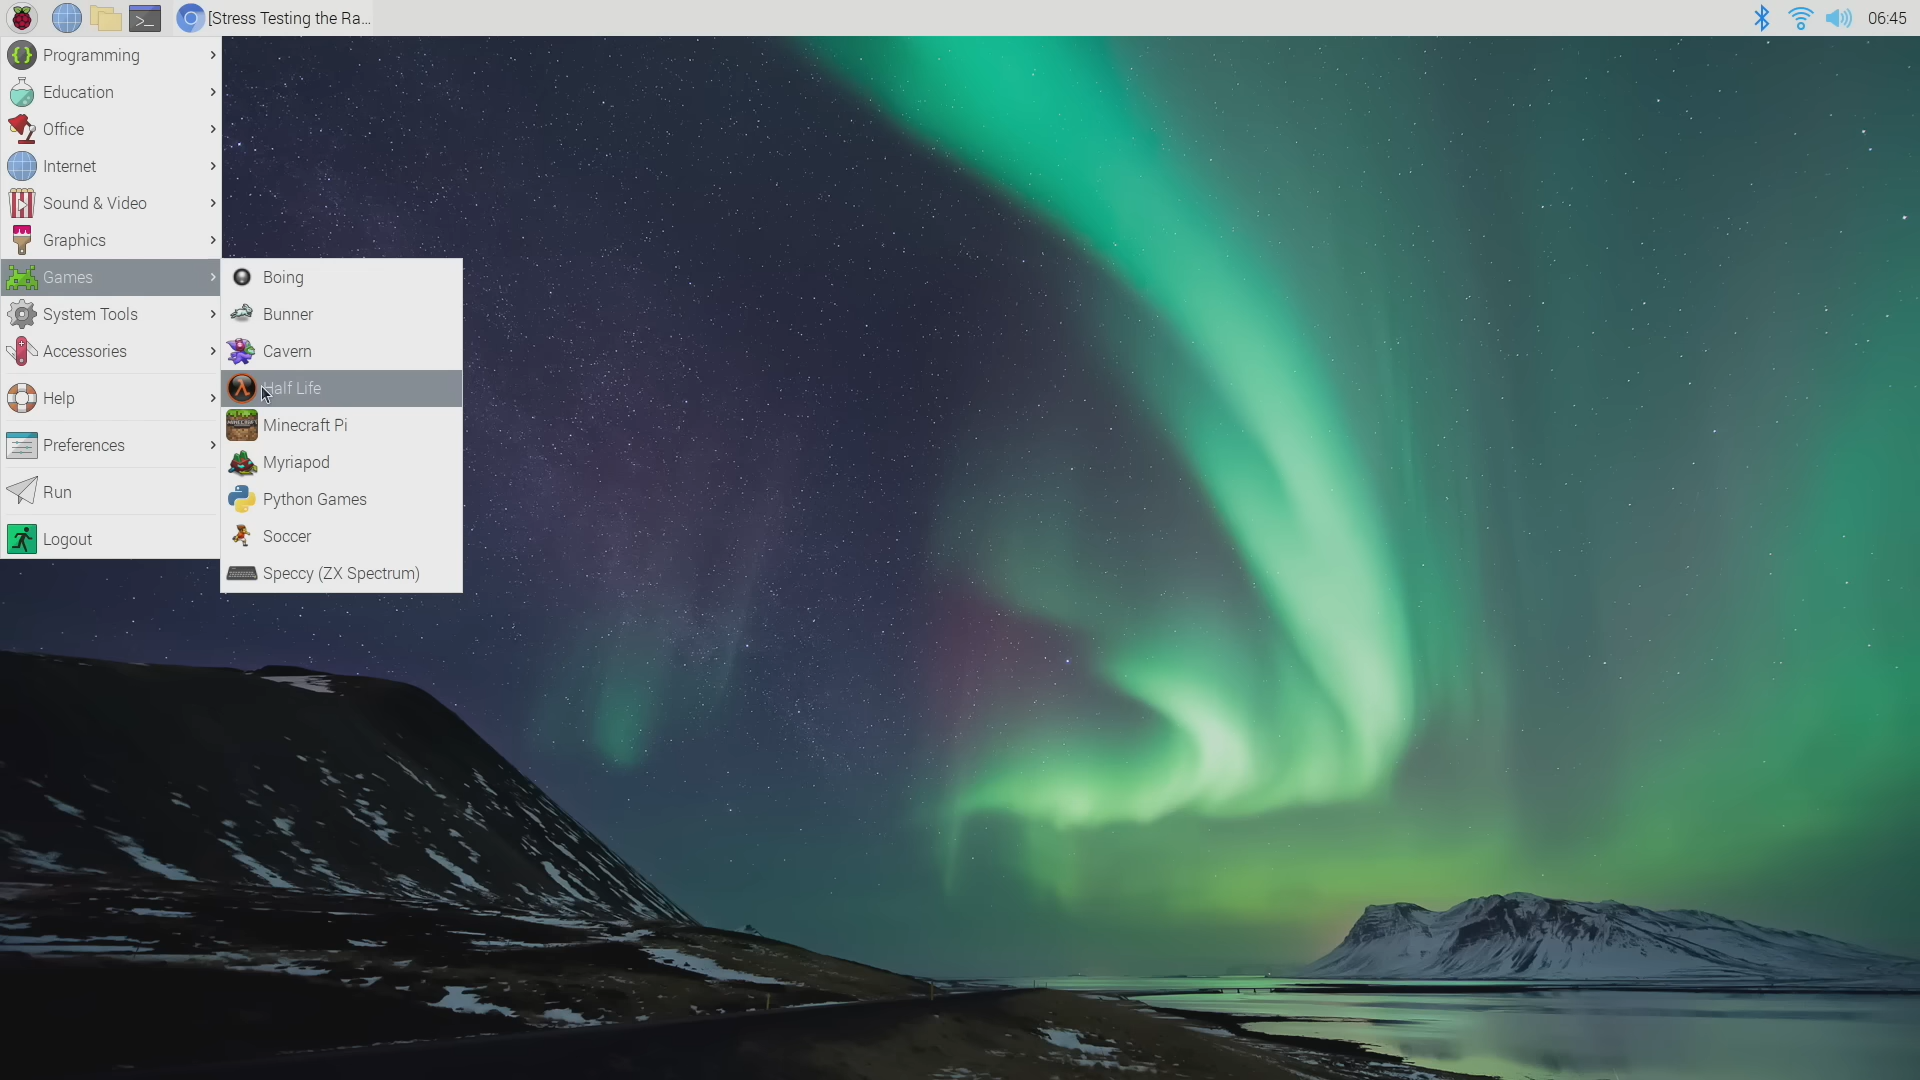 [Stress Testing the Ra...
06:45
Programming
Education
Office
Internet
Sound & Video
Graphics
Games
System Tools
Accessories
Help
Preferences
Run
Logout
Boing
Bunner
Cavern
Half Life
Minecraft Pi
Myriapod
Python Games
Soccer
Speccy (ZX Spectrum)